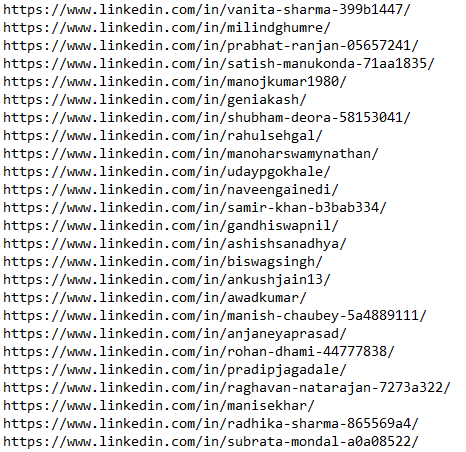 https://www.linkedin.com/in/vanita-sharma-399b1447/
https://www.linkedin.com/in/milindghumre/
https://www.linkedin.com/in/prabhat-ranjan-05657241/
https://www.linkedin.com/in/satish-manukonda-71aa1835/
https://www.linkedin.com/in/manojkumar1980/
https://www.linkedin.com/in/geniakash/
https://www.linkedin.com/in/shubham-deora-58153041/
https://www.linkedin.com/in/rahulsehgal/
https://www.linkedin.com/in/manoharswamynathan/
https://www.linkedin.com/in/udaypgokhale/
https://www.linkedin.com/in/naveengainedi/
https://www.linkedin.com/in/samir-khan-b3bab334/
https://www.linkedin.com/in/gandhiswapnil/
https://www.linkedin.com/in/ashishsanadhya/
https://www.linkedin.com/in/biswagsingh/
https://www.linkedin.com/in/ankushjain13/
https://www.linkedin.com/in/awadkumar/
https://www.linkedin.com/in/manish-chaubey-5a4889111/
https://www.linkedin.com/in/anjaneyaprasad/
https://www.linkedin.com/in/rohan-dhami-44777838/
https://www.linkedin.com/in/pradipjagadale/
https://www.linkedin.com/in/raghavan-natarajan-7273a322/
https://www.linkedin.com/in/manisekhar/
https://www.linkedin.com/in/radhika-sharma-865569a4/
https://www.linkedin.com/in/subrata-mondal-a0a08522/